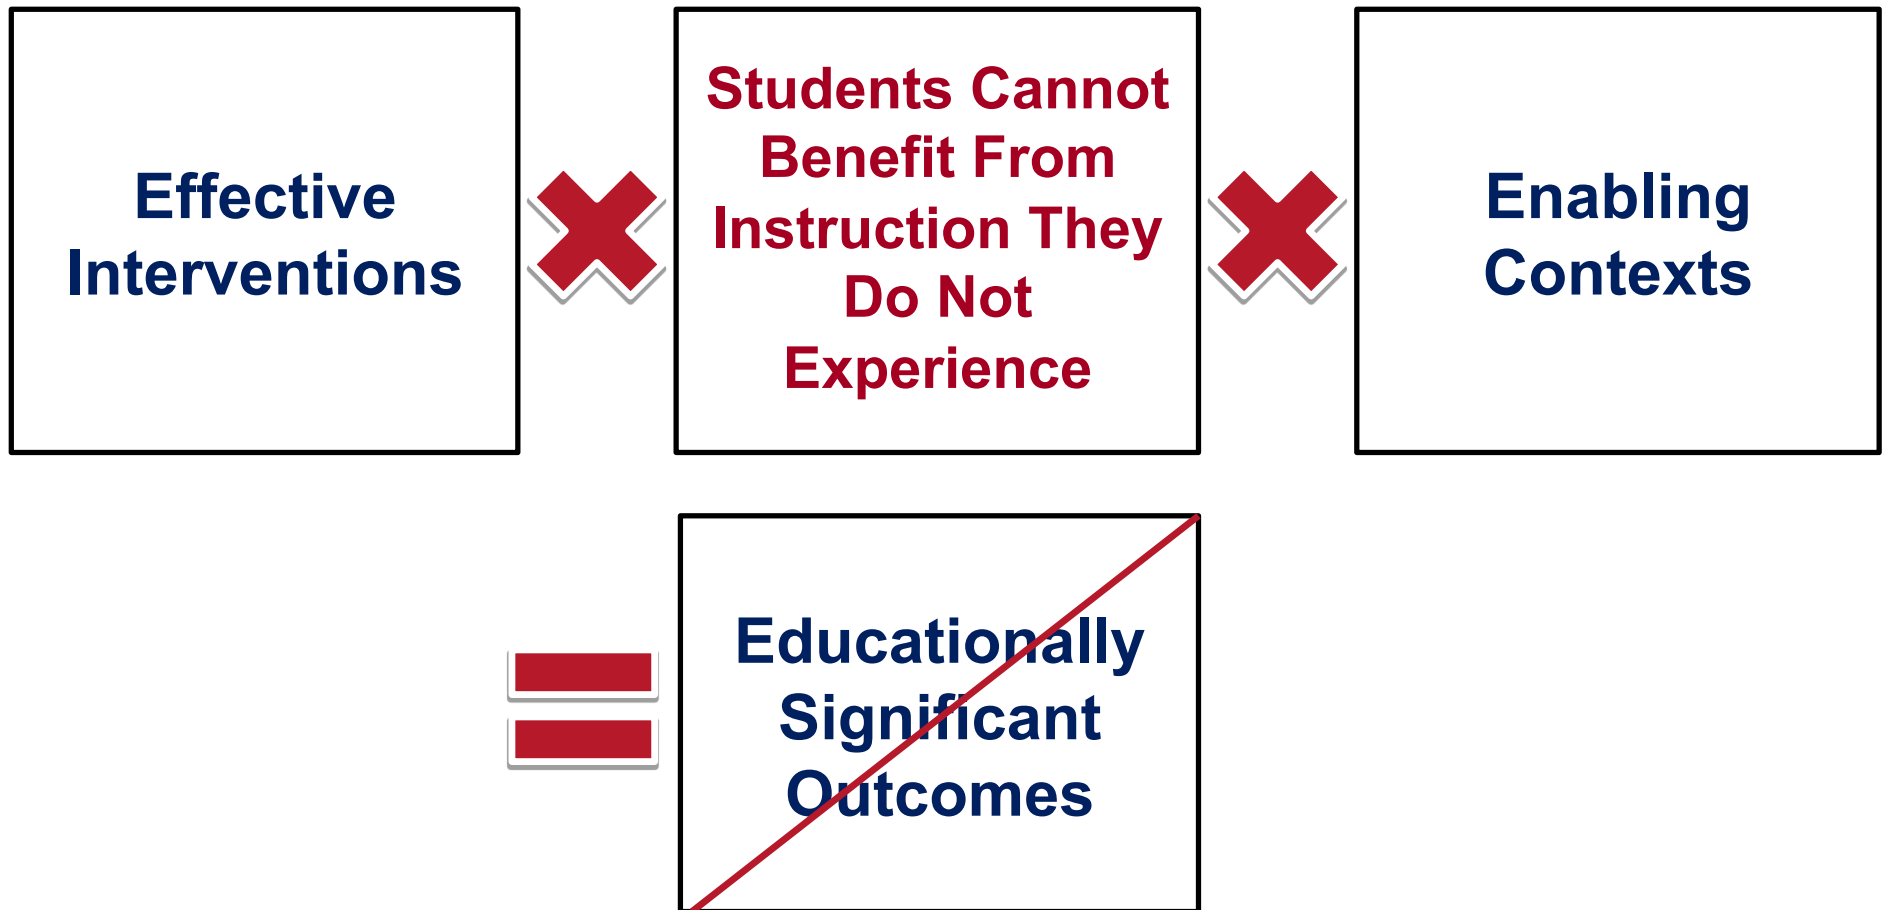 Effective
Interventions
Students Cannot
Benefit From
Instruction They
Do Not
Experience
Enabling
Contexts
Educationally
Significant
Outcomes